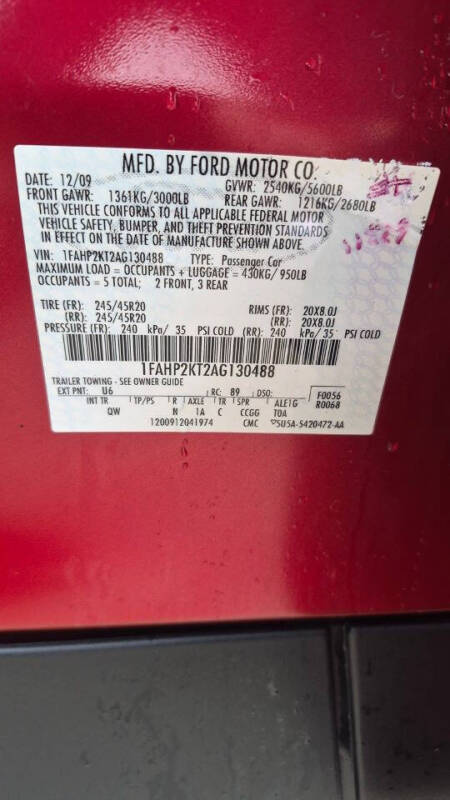 MFD. BY FORD MOTOR CO.
DATE: 12/09 GVWR: 2540KG/5600LB
FRONT GAWR: 1361KG/3000LB REAR GAWR: 1216KG/2680LB
THIS VEHICLE CONFORMS TO ALL APPLICABLE FEDERAL MOTOR
VEHICLE SAFETY, BUMPER, AND THEFT PREVENTION STANDARDS
IN EFFECT ON THE DATE OF MANUFACTURE SHOWN ABOVE.
VIN: 1FAHP2KT2AG130488 TYPE: Passenger Car
MAXIMUM LOAD = OCCUPANTS + LUGGAGE = 430KG/ 950LB
OCCUPANTS = 5 TOTAL; 2 FRONT, 3 REAR
TIRE (FR): 245/45R20 RIMS (FR): 20X8.0J
(RR): 245/45R20 (RR): 20X8.0J
PRESSURE (FR): 240 kPa/ 35 PSI COLD (RR): 240 kPa/ 35 PSI COLD
1FAHP2KT2AG130488
TRAILER TOWING - SEE OWNER GUIDE
EXT PNT: U6 RC: 89 DSO: F0056
INT TR TP/PS R AXLE TR SPR ALE1G R0068
QW N 1A C CCGG TOA
1200912041974 CMC 5U5A-5420472-AA